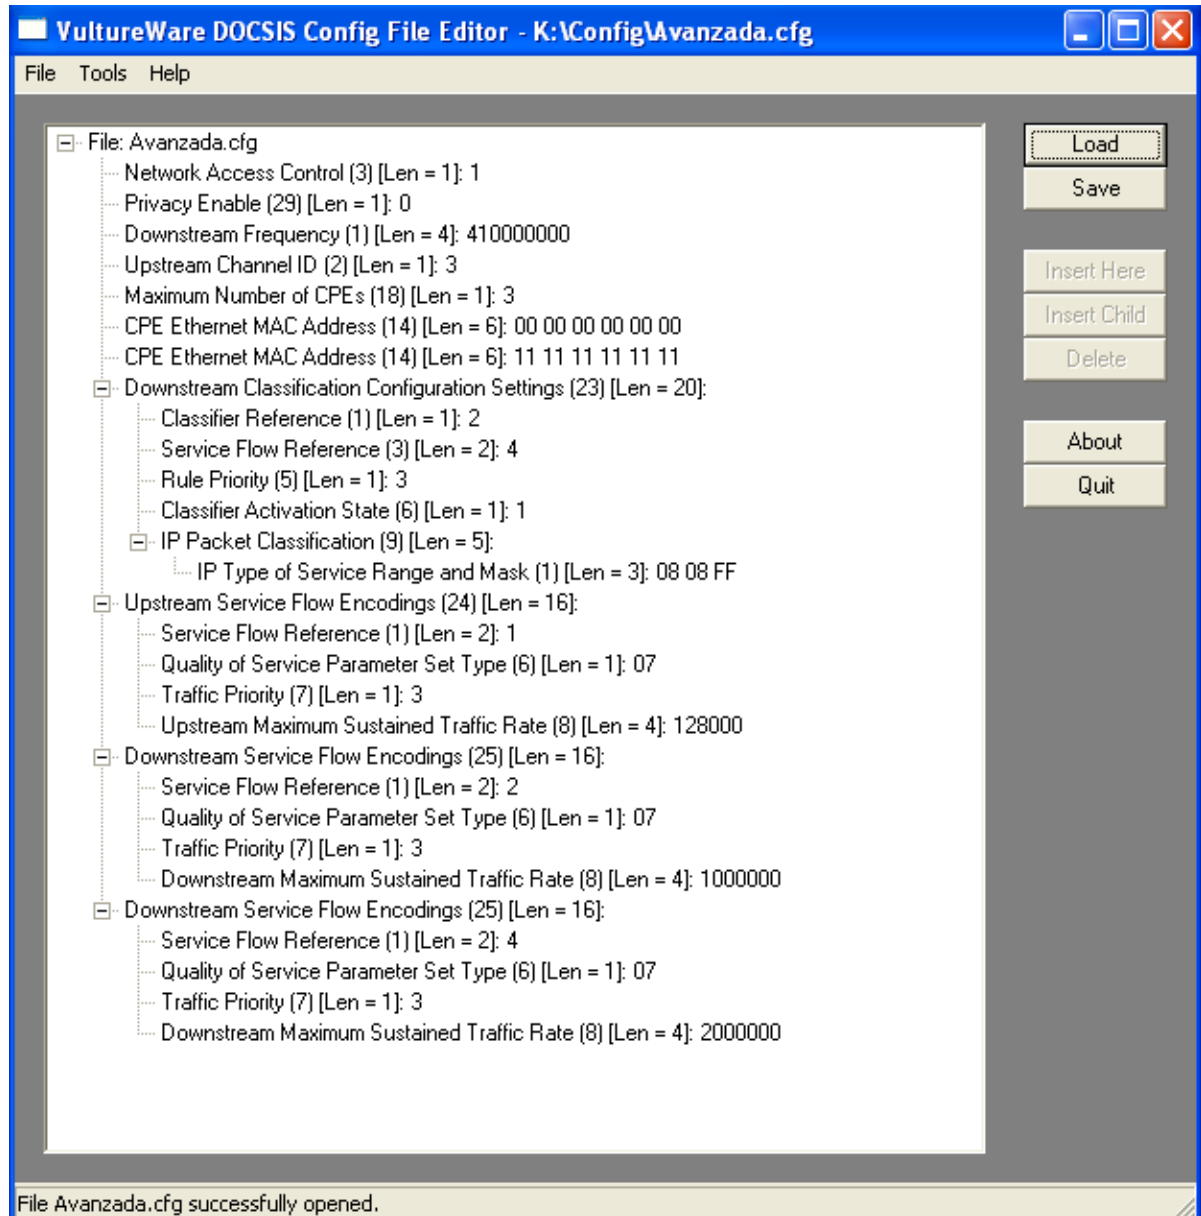 VultureWare DOCSIS Config File Editor - K:\Config\Avanzada.cfg
File Tools Help
File: Avanzada.cfg
Network Access Control (3) [Len = 1]: 1
Privacy Enable (29) [Len = 1]: 0
Downstream Frequency (1) [Len = 4]: 410000000
Upstream Channel ID (2) [Len = 1]: 3
Maximum Number of CPEs (18) [Len = 1]: 3
CPE Ethernet MAC Address (14) [Len = 6]: 00 00 00 00 00 00
CPE Ethernet MAC Address (14) [Len = 6]: 11 11 11 11 11 11
Downstream Classification Configuration Settings (23) [Len = 20]:
Classifier Reference (1) [Len = 1]: 2
Service Flow Reference (3) [Len = 2]: 4
Rule Priority (5) [Len = 1]: 3
Classifier Activation State (6) [Len = 1]: 1
IP Packet Classification (9) [Len = 5]:
IP Type of Service Range and Mask (1) [Len = 3]: 08 08 FF
Upstream Service Flow Encodings (24) [Len = 16]:
Service Flow Reference (1) [Len = 2]: 1
Quality of Service Parameter Set Type (6) [Len = 1]: 07
Traffic Priority (7) [Len = 1]: 3
Upstream Maximum Sustained Traffic Rate (8) [Len = 4]: 128000
Downstream Service Flow Encodings (25) [Len = 16]:
Service Flow Reference (1) [Len = 2]: 2
Quality of Service Parameter Set Type (6) [Len = 1]: 07
Traffic Priority (7) [Len = 1]: 3
Downstream Maximum Sustained Traffic Rate (8) [Len = 4]: 1000000
Downstream Service Flow Encodings (25) [Len = 16]:
Service Flow Reference (1) [Len = 2]: 4
Quality of Service Parameter Set Type (6) [Len = 1]: 07
Traffic Priority (7) [Len = 1]: 3
Downstream Maximum Sustained Traffic Rate (8) [Len = 4]: 2000000
Load
Save
Insert Here
Insert Child
Delete
About
Quit
File Avanzada.cfg successfully opened.